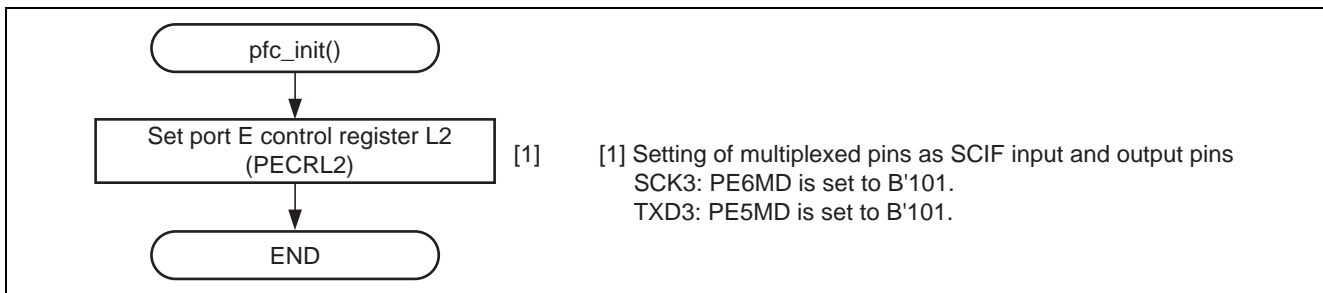 pfc_init()
Set port E control register L2
(PECRL2)
[1]
[1] Setting of multiplexed pins as SCIF input and output pins
SCK3: PE6MD is set to B'101.
TXD3: PE5MD is set to B'101.
END